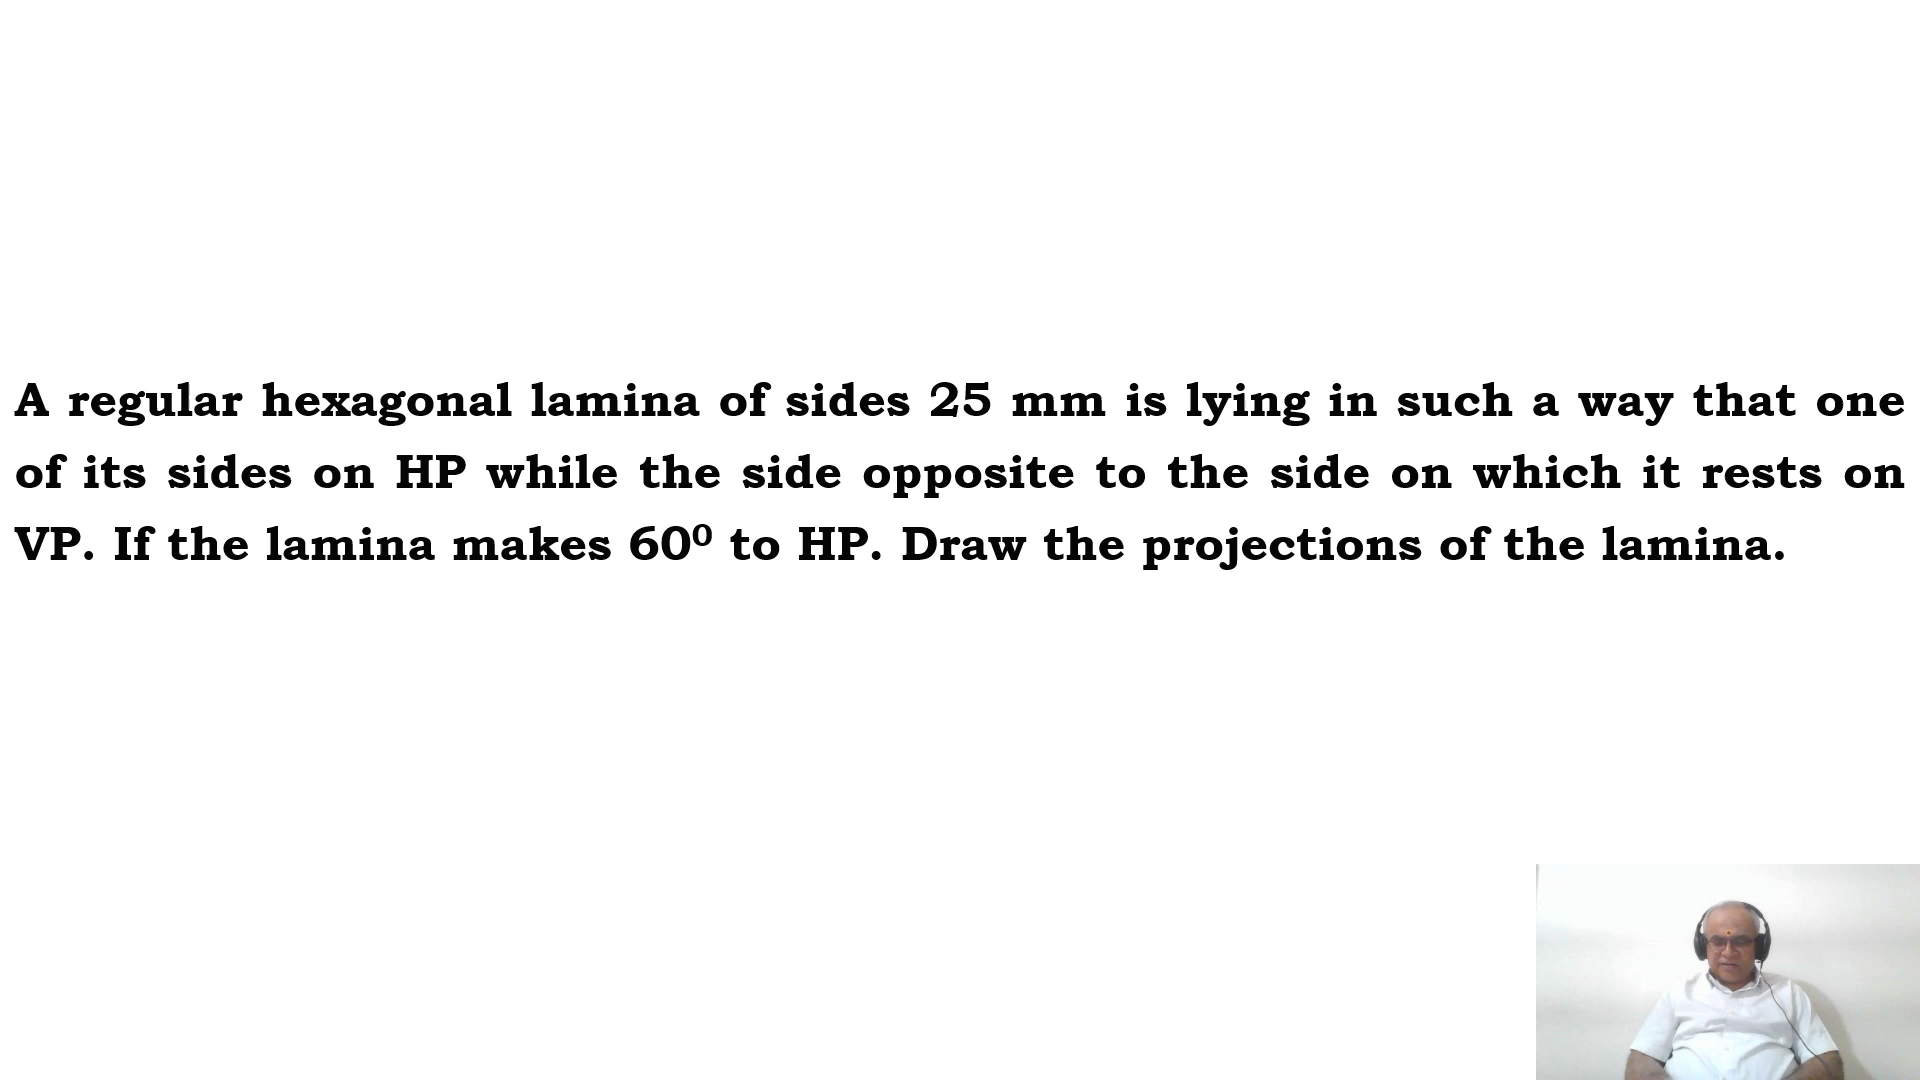 A regular hexagonal lamina of sides 25 mm is lying in such a way that one
of its sides on HP while the side opposite to the side on which it rests on
VP. If the lamina makes 60⁰ to HP. Draw the projections of the lamina.